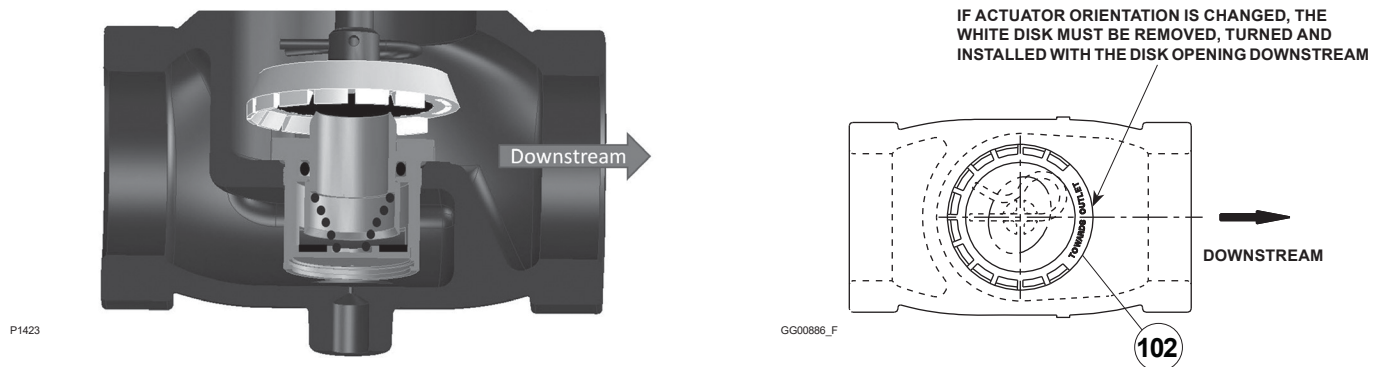 Downstream
P1423
IF ACTUATOR ORIENTATION IS CHANGED, THE
WHITE DISK MUST BE REMOVED, TURNED AND
INSTALLED WITH THE DISK OPENING DOWNSTREAM
TOWARDS OUTLET
DOWNSTREAM
GG00886_F
102